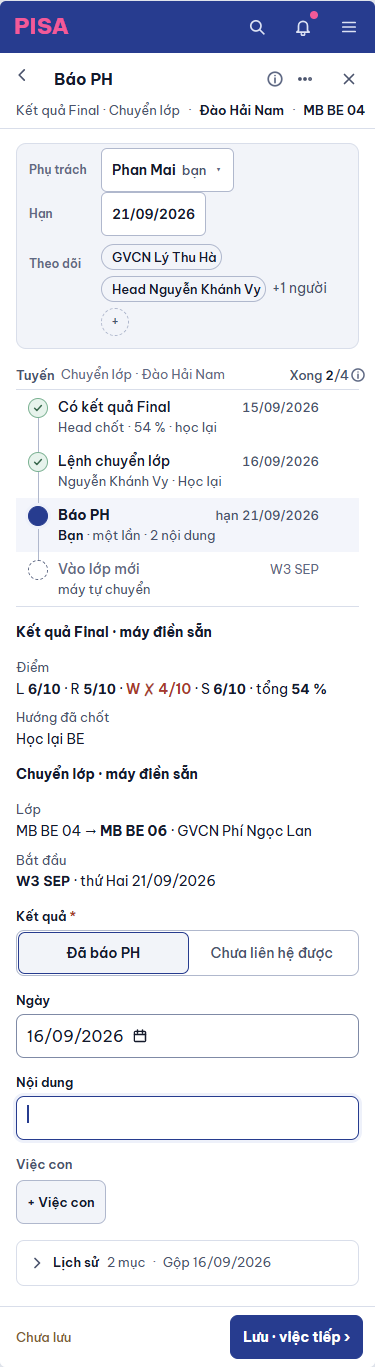 PISA
Báo PH
Kết quả Final · Chuyển lớp · Đào Hải Nam · MB BE 04
Phụ trách Phan Mai bạn
Hạn 21/09/2026
Theo dõi GVCN Lý Thu Hà
Head Nguyễn Khánh Vy +1 người
+
Tuyến Chuyển lớp · Đào Hải Nam Xong 2/4
Có kết quả Final 15/09/2026
Head chốt · 54 % · học lại
Lệnh chuyển lớp 16/09/2026
Nguyễn Khánh Vy · Học lại
Báo PH hạn 21/09/2026
Bạn · một lần · 2 nội dung
Vào lớp mới W3 SEP
máy tự chuyển
Kết quả Final · máy điền sẵn
Điểm
L 6/10 · R 5/10 · W ✗ 4/10 · S 6/10 · tổng 54 %
Hướng đã chốt
Học lại BE
Chuyển lớp · máy điền sẵn
Lớp
MB BE 04 → MB BE 06 · GVCN Phí Ngọc Lan
Bắt đầu
W3 SEP · thứ Hai 21/09/2026
Kết quả *
Đã báo PH Chưa liên hệ được
Ngày
16/09/2026
Nội dung
Việc con
+ Việc con
Lịch sử 2 mục · Gộp 16/09/2026
Chưa lưu Lưu · việc tiếp ›